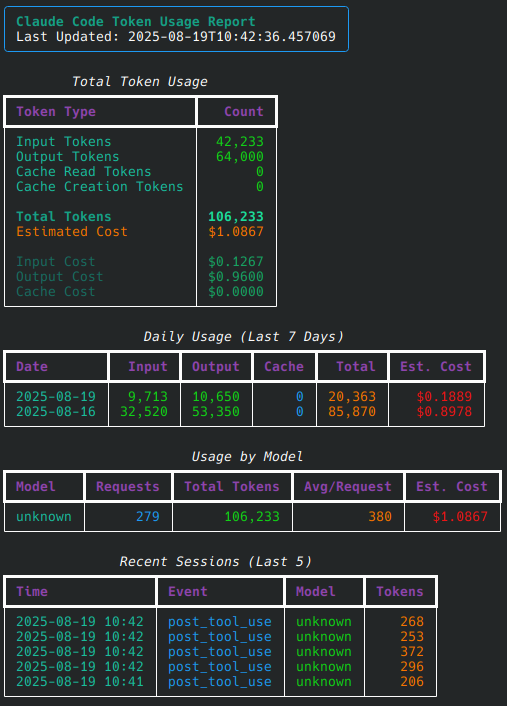 Claude Code Token Usage Report
Last Updated: 2025-08-19T10:42:36.457069
Total Token Usage
Token Type Count
Input Tokens 42,233
Output Tokens 64,000
Cache Read Tokens 0
Cache Creation Tokens 0
Total Tokens 106,233
Estimated Cost $1.0867
Input Cost $0.1267
Output Cost $0.9600
Cache Cost $0.0000
Daily Usage (Last 7 Days)
Date Input Output Cache Total Est. Cost
2025-08-19 9,713 10,650 0 20,363 $0.1889
2025-08-16 32,520 53,350 0 85,870 $0.8978
Usage by Model
Model Requests Total Tokens Avg/Request Est. Cost
unknown 279 106,233 380 $1.0867
Recent Sessions (Last 5)
Time Event Model Tokens
2025-08-19 10:42 post_tool_use unknown 268
2025-08-19 10:42 post_tool_use unknown 253
2025-08-19 10:42 post_tool_use unknown 372
2025-08-19 10:42 post_tool_use unknown 296
2025-08-19 10:41 post_tool_use unknown 206